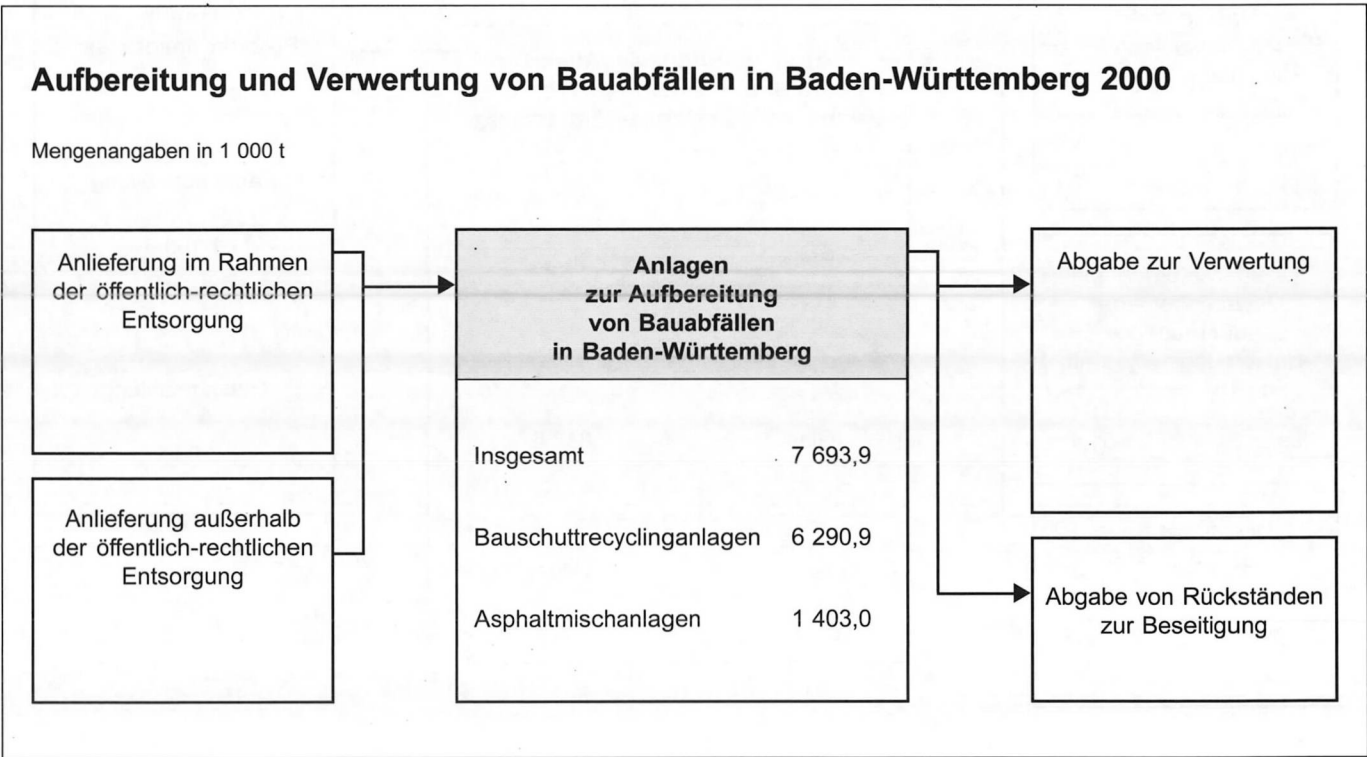 Aufbereitung und Verwertung von Bauabfällen in Baden-Württemberg 2000
Mengenangaben in 1 000 t
Anlieferung im Rahmen
der öffentlich-rechtlichen
Entsorgung
Anlieferung außerhalb
der öffentlich-rechtlichen
Entsorgung
Anlagen
zur Aufbereitung
von Bauabfällen
in Baden-Württemberg
Insgesamt 7 693,9
Bauschuttrecyclinganlagen 6 290,9
Asphaltmischanlagen 1 403,0
Abgabe zur Verwertung
Abgabe von Rückständen
zur Beseitigung